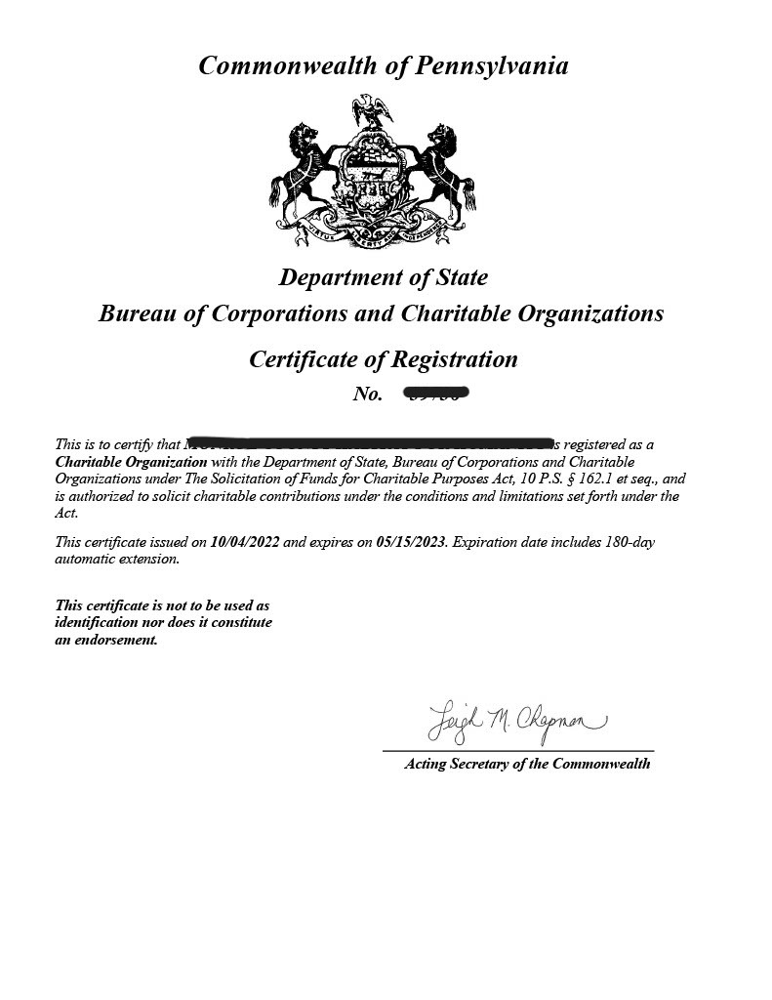 Commonwealth of Pennsylvania
VIRTUE LIBERTY AND INDEPENDENCE
Department of State
Bureau of Corporations and Charitable Organizations
Certificate of Registration
No.
This is to certify that is registered as a
Charitable Organization with the Department of State, Bureau of Corporations and Charitable
Organizations under The Solicitation of Funds for Charitable Purposes Act, 10 P.S. § 162.1 et seq., and
is authorized to solicit charitable contributions under the conditions and limitations set forth under the
Act.
This certificate issued on 10/04/2022 and expires on 05/15/2023. Expiration date includes 180-day
automatic extension.
This certificate is not to be used as
identification nor does it constitute
an endorsement.
Leigh M. Chapman
Acting Secretary of the Commonwealth